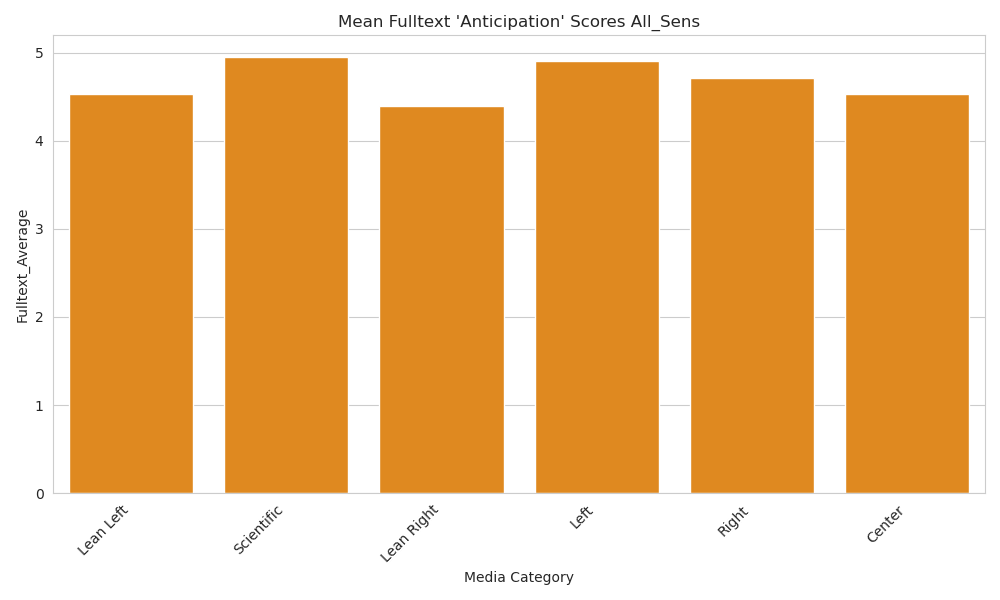 Mean Fulltext 'Anticipation' Scores All_Sens
5
4
3
2
1
0
Fulltext_Average
Lean Left
Scientific
Lean Right
Left
Right
Center
Media Category